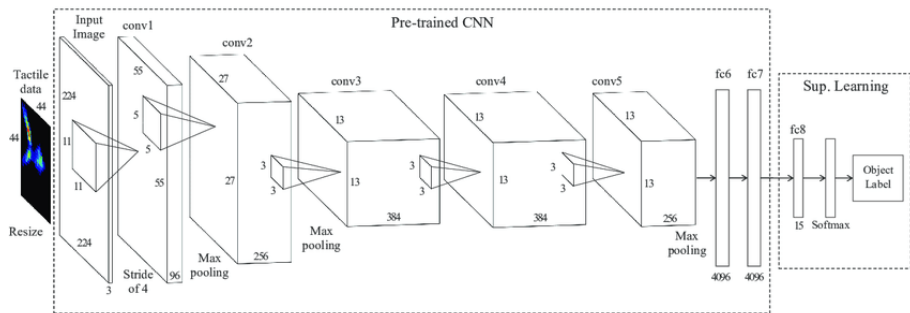 Pre-trained CNN
Input
Image
conv1
conv2
conv3
conv4
conv5
fc6
fc7
Sup. Learning
Tactile
data
44
44
Resize
224
224
11
11
3
55
5
5
55
Stride
of 4
96
27
27
Max
pooling
256
3
3
13
13
Max
pooling
384
3
3
13
13
384
3
3
13
13
256
Max
pooling
4096
4096
fc8
15
Softmax
Object
Label